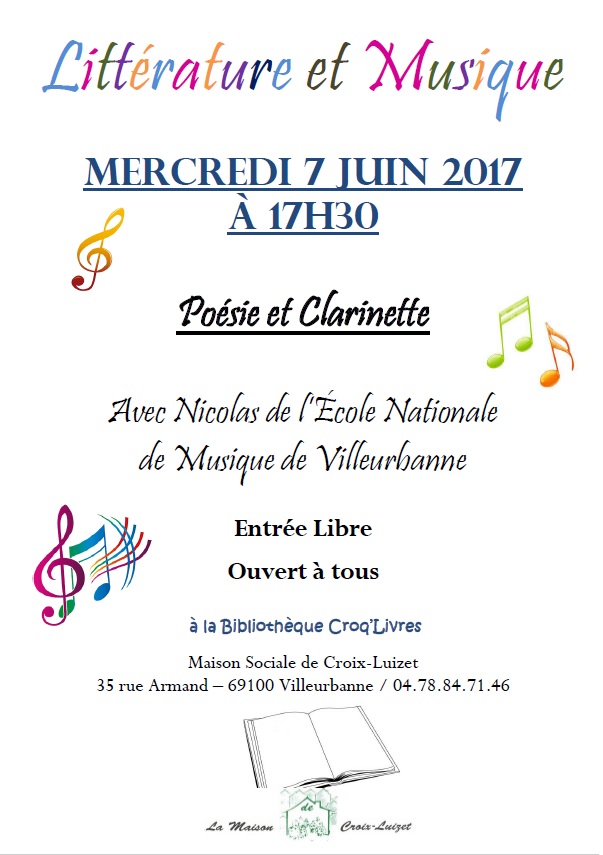 Littérature et Musique
MERCREDI 7 JUIN 2017
À 17H30
Poésie et Clarinette
Avec Nicolas de l'École Nationale
de Musique de Villeurbanne
Entrée Libre
Ouvert à tous
à la Bibliothèque Croq'Livres
Maison Sociale de Croix-Luizet
35 rue Armand – 69100 Villeurbanne / 04.78.84.71.46
La Maison de Croix-Luizet